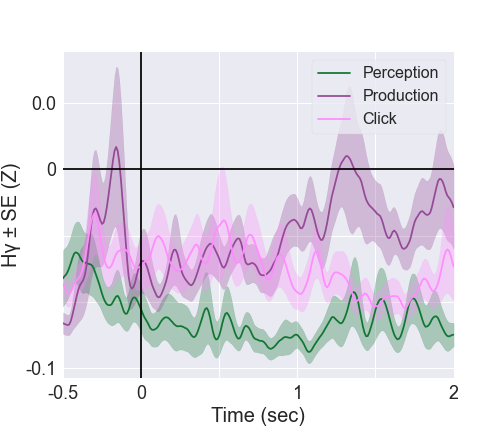 Perception
Production
Click
0.0
0
-0.1
Hγ ± SE (Z)
-0.5
0
1
2
Time (sec)